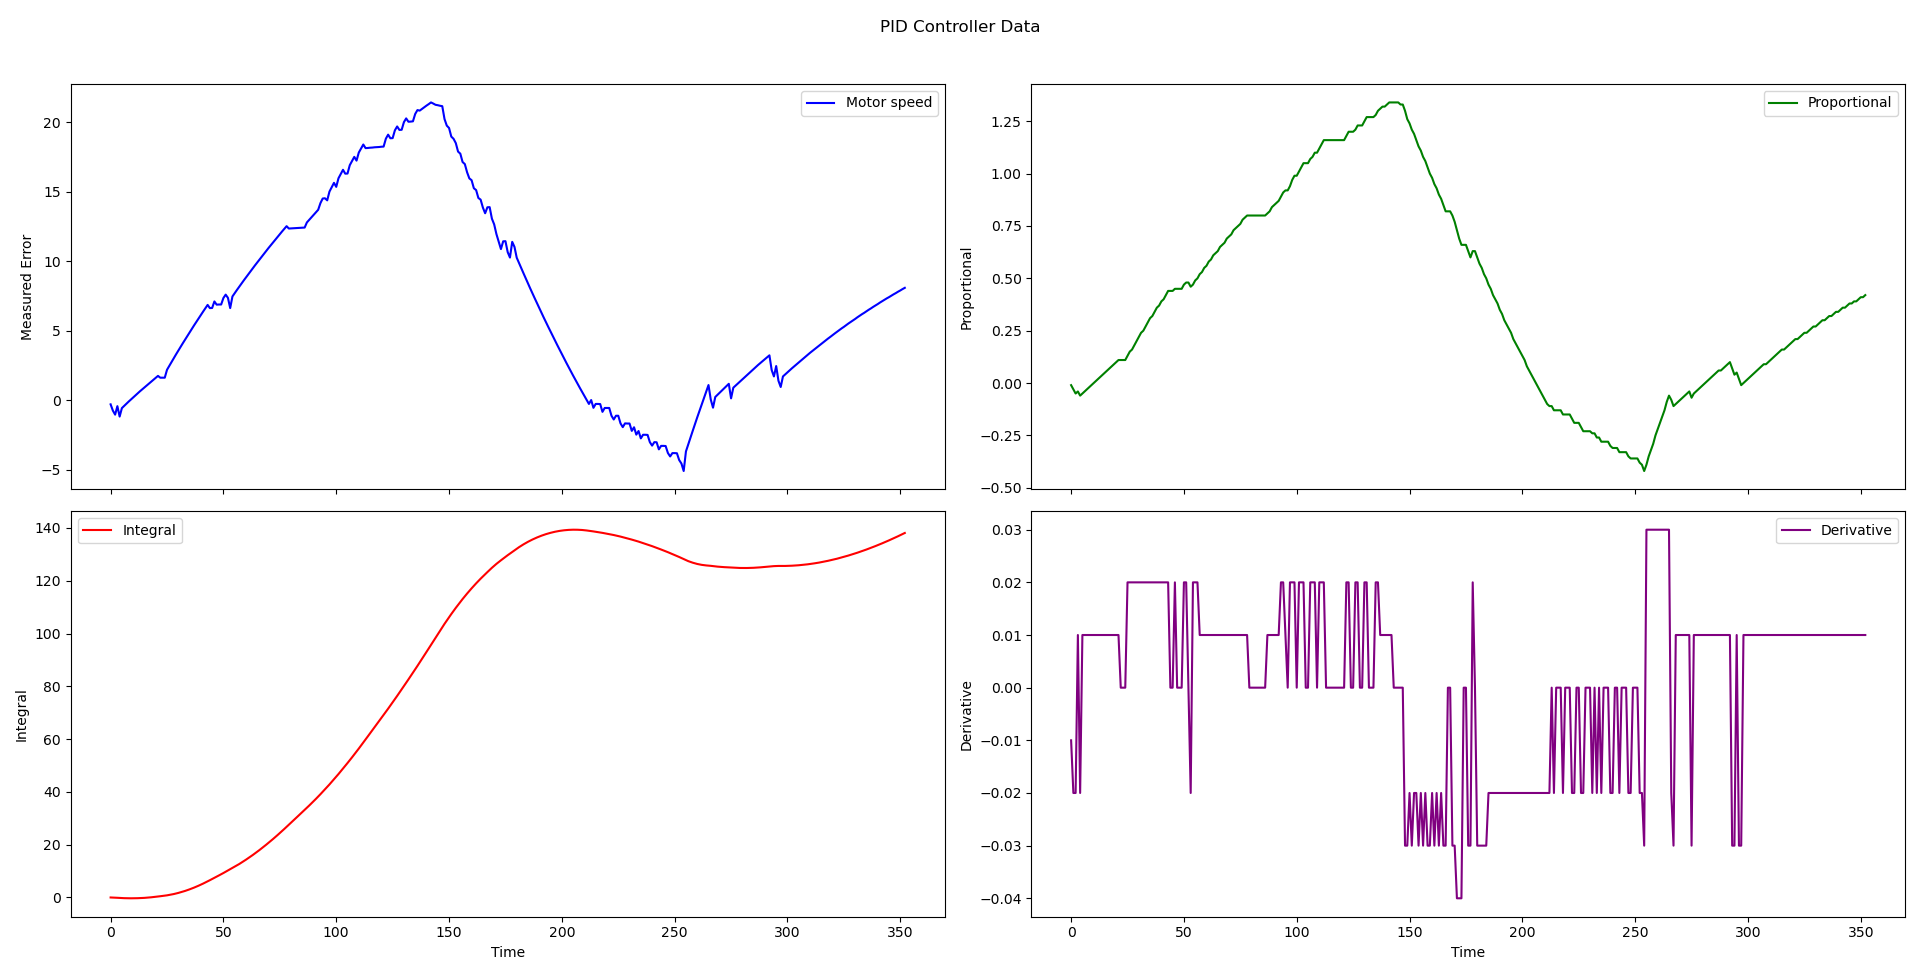 PID Controller Data
Motor speed
Measured Error
20
15
10
5
0
−5
Proportional
Proportional
1.25
1.00
0.75
0.50
0.25
0.00
−0.25
−0.50
Integral
Integral
140
120
100
80
60
40
20
0
0 50 100 150 200 250 300 350
Time
Derivative
Derivative
0.03
0.02
0.01
0.00
−0.01
−0.02
−0.03
−0.04
0 50 100 150 200 250 300 350
Time